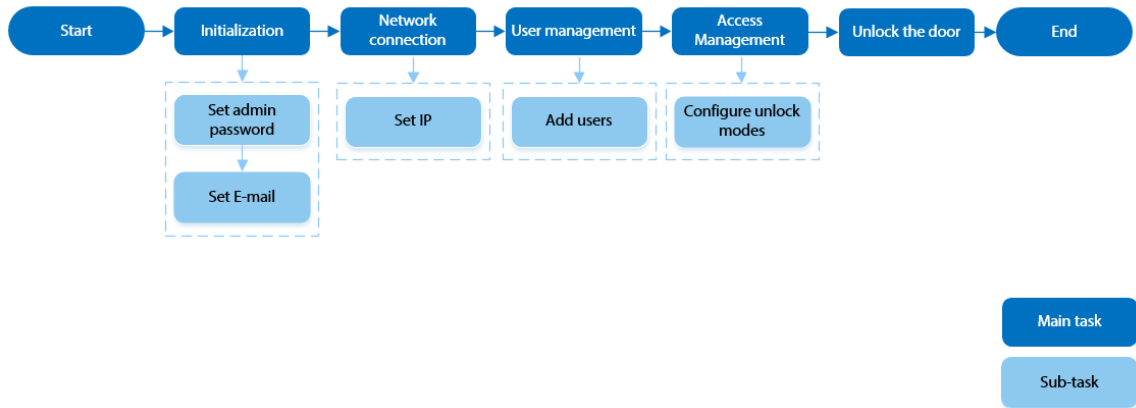 Start
Initialization
Network
connection
User management
Access
Management
Unlock the door
End
Set admin
password
Set E-mail
Set IP
Add users
Configure unlock
modes
Main task
Sub-task